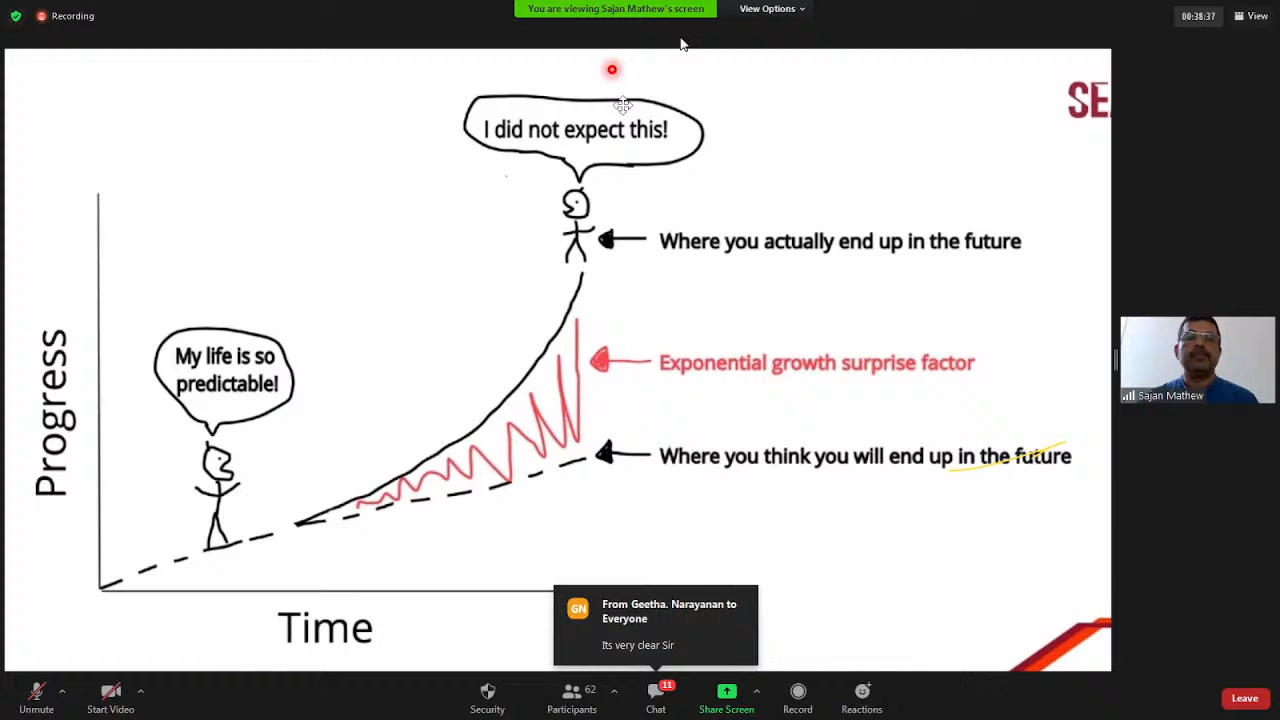 Recording
You are viewing Sajan Mathew's screen
View Options
00:38:37
View
SE
I did not expect this!
Where you actually end up in the future
My life is so
predictable!
Exponential growth surprise factor
Where you think you will end up in the future
Progress
Time
Sajan Mathew
GN
From Geetha. Narayanan to
Everyone
Its very clear Sir
Unmute
Start Video
Security
62
Participants
11
Chat
Share Screen
Record
Reactions
Leave